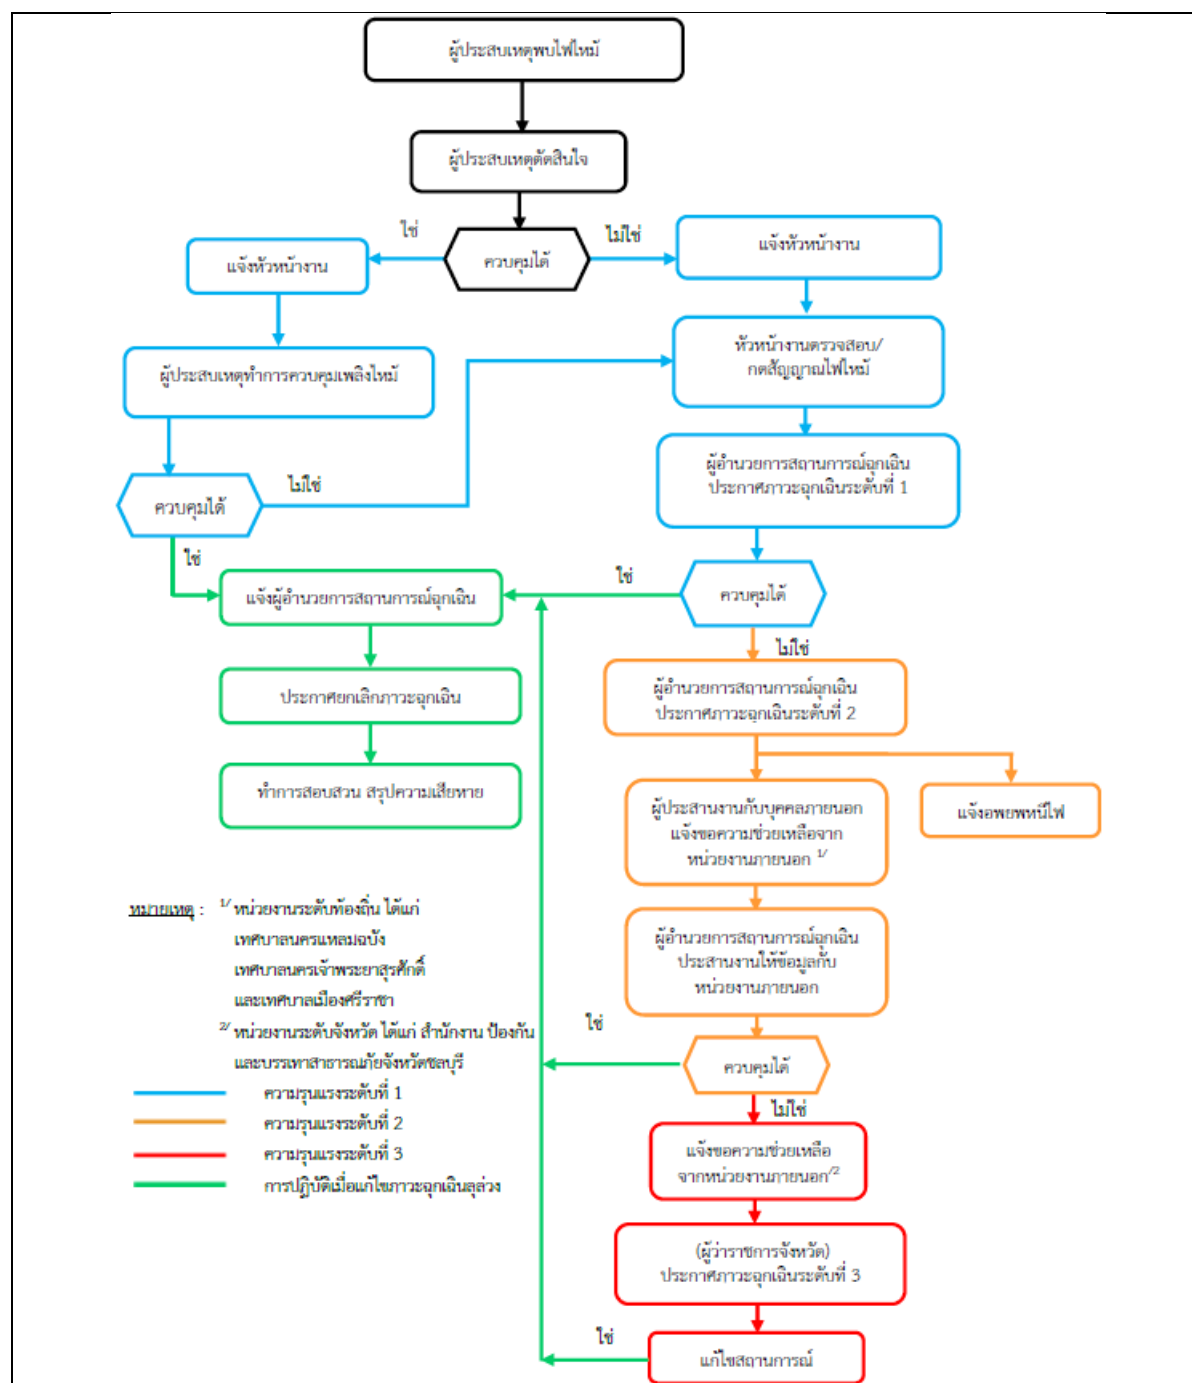 ผู้ประสบเหตุพบไฟไหม้
ผู้ประสบเหตุตัดสินใจ
ใช่
ควบคุมได้
ไม่ใช่
แจ้งหัวหน้างาน
แจ้งหัวหน้างาน
ผู้ประสบเหตุทำการควบคุมเพลิงไหม้
หัวหน้างานตรวจสอบ/
กดสัญญาณไฟไหม้
ควบคุมได้
ไม่ใช่
ผู้อำนวยการสถานการณ์ฉุกเฉิน
ประกาศภาวะฉุกเฉินระดับที่ 1
ใช่
แจ้งผู้อำนวยการสถานการณ์ฉุกเฉิน
ใช่
ควบคุมได้
ไม่ใช่
ประกาศยกเลิกภาวะฉุกเฉิน
ผู้อำนวยการสถานการณ์ฉุกเฉิน
ประกาศภาวะฉุกเฉินระดับที่ 2
ทำการสอบสวน สรุปความเสียหาย
ผู้ประสานงานกับบุคคลภายนอก
แจ้งขอความช่วยเหลือจาก
หน่วยงานภายนอก 1/
แจ้งอพยพหนีไฟ
ผู้อำนวยการสถานการณ์ฉุกเฉิน
ประสานงานให้ข้อมูลกับ
หน่วยงานภายนอก
หมายเหตุ : 1/ หน่วยงานระดับท้องถิ่น ได้แก่
เทศบาลนครแหลมฉบัง
เทศบาลนครเจ้าพระยาสุรศักดิ์
และเทศบาลเมืองศรีราชา
2/ หน่วยงานระดับจังหวัด ได้แก่ สำนักงาน ป้องกัน
และบรรเทาสาธารณภัยจังหวัดชลบุรี
ความรุนแรงระดับที่ 1
ความรุนแรงระดับที่ 2
ความรุนแรงระดับที่ 3
การปฏิบัติเมื่อแก้ไขภาวะฉุกเฉินลุล่วง
ใช่
ควบคุมได้
ไม่ใช่
แจ้งขอความช่วยเหลือ
จากหน่วยงานภายนอก/2
(ผู้ว่าราชการจังหวัด)
ประกาศภาวะฉุกเฉินระดับที่ 3
ใช่
แก้ไขสถานการณ์